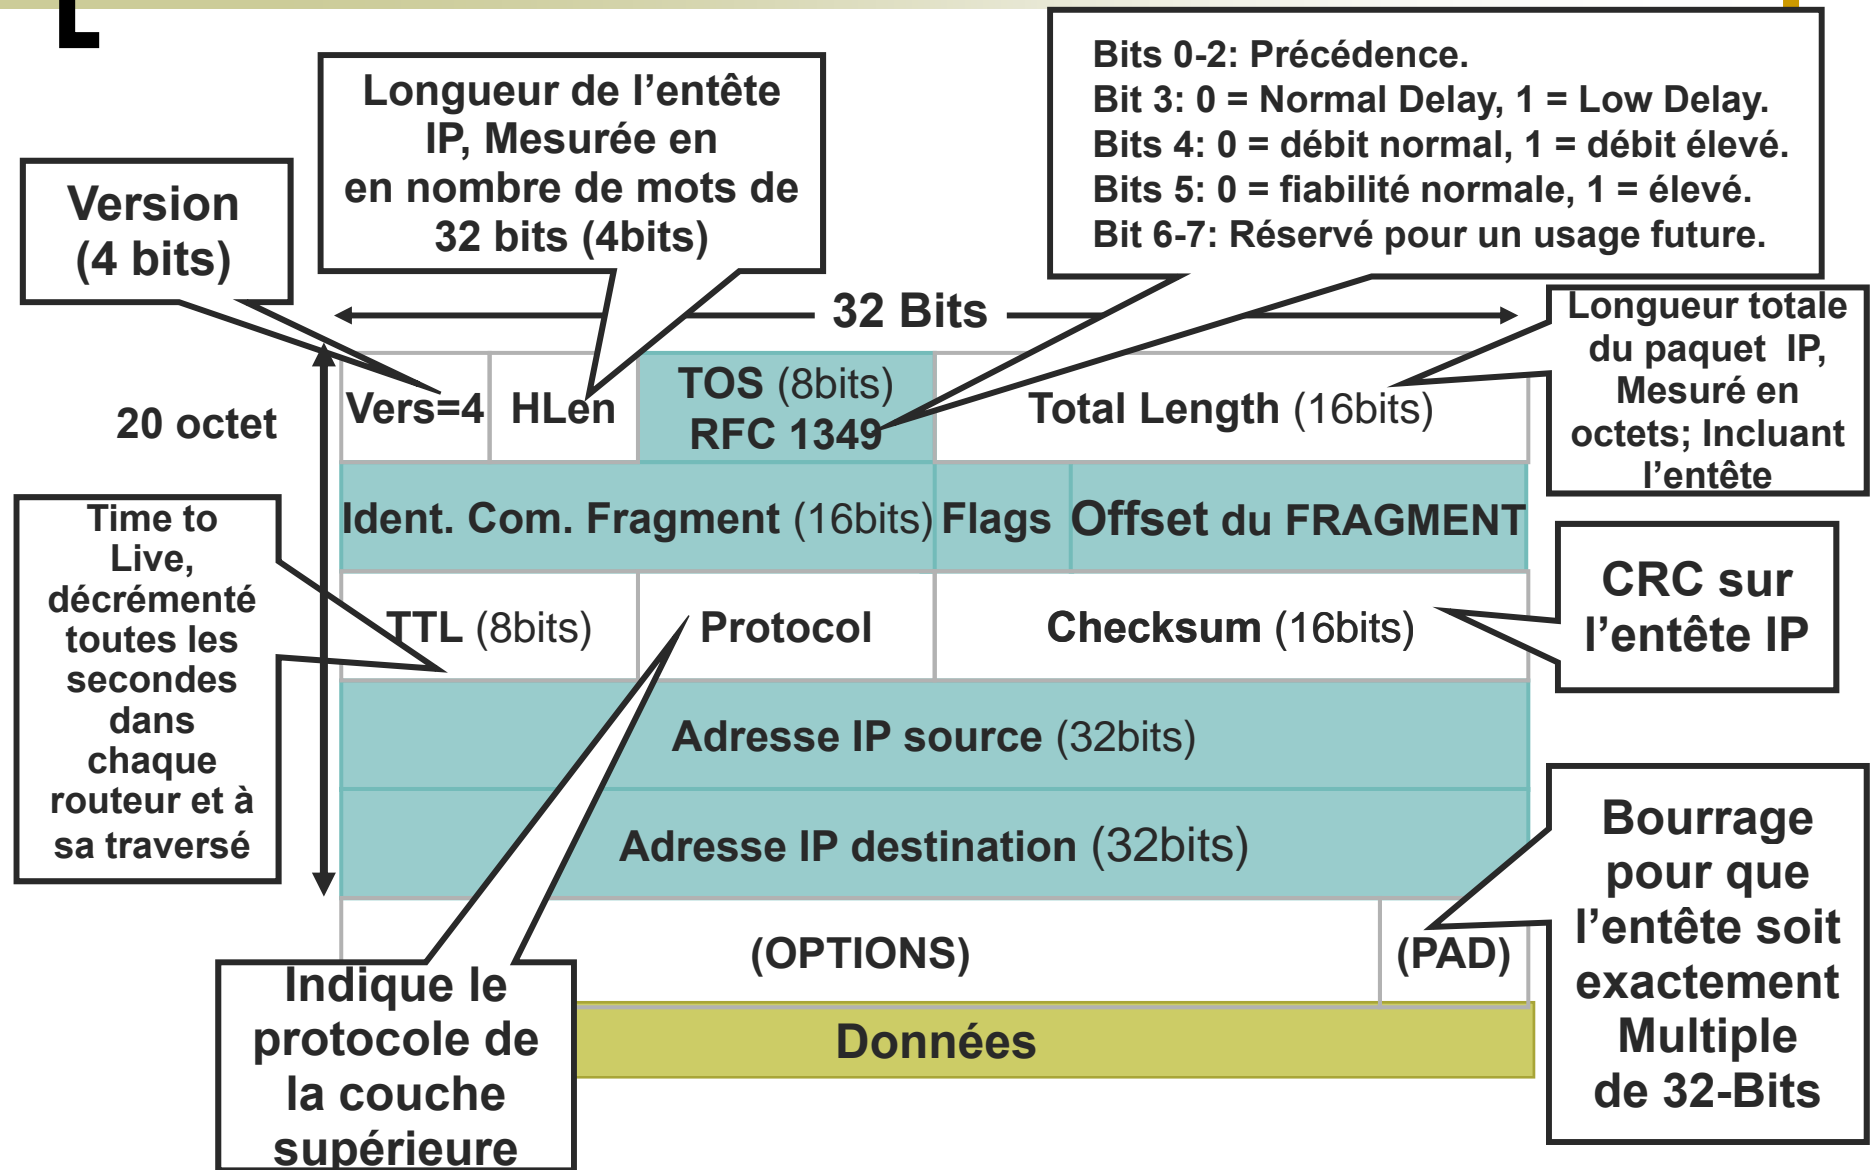 L
Bits 0-2: Précédence.
Bit 3: 0 = Normal Delay, 1 = Low Delay.
Bits 4: 0 = débit normal, 1 = débit élevé.
Bits 5: 0 = fiabilité normale, 1 = élevé.
Bit 6-7: Réservé pour un usage future.
Longueur de l’entête
IP, Mesurée en
en nombre de mots de
32 bits (4bits)
Version
(4 bits)
32 Bits
Longueur totale
du paquet IP,
Mesuré en
octets; Incluant
l’entête
20 octet
Vers=4
HLen
TOS (8bits)
RFC 1349
Total Length (16bits)
Ident. Com. Fragment (16bits)
Flags
Offset du FRAGMENT
Time to
Live,
décrémenté
toutes les
secondes
dans
chaque
routeur et à
sa traversé
TTL (8bits)
Protocol
Checksum (16bits)
CRC sur
l’entête IP
Adresse IP source (32bits)
Adresse IP destination (32bits)
Bourrage
pour que
l’entête soit
exactement
Multiple
de 32-Bits
(OPTIONS)
(PAD)
Indique le
protocole de
la couche
supérieure
Données